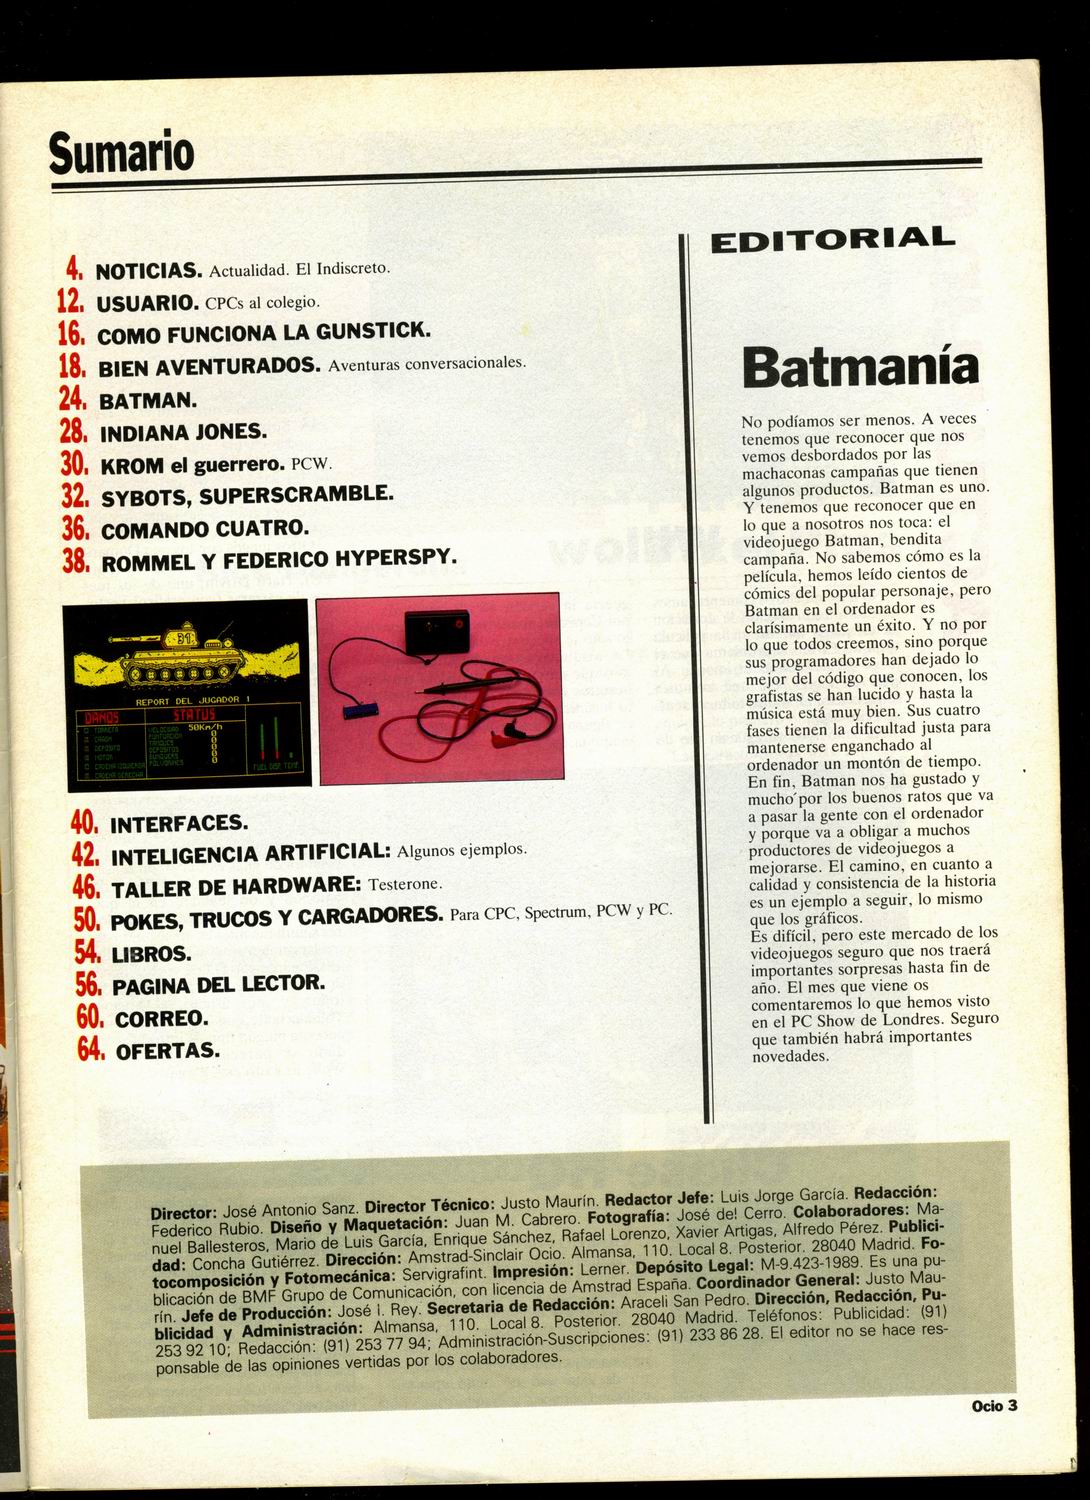 Sumario
4. NOTICIAS. Actualidad. El Indiscreto.
12. USUARIO. CPCs al colegio.
16. COMO FUNCIONA LA GUNSTICK.
18. BIEN AVENTURADOS. Aventuras conversacionales.
24. BATMAN.
28. INDIANA JONES.
30. KROM el guerrero. PCW.
32. SYBOTS, SUPERSCRAMBLE.
36. COMANDO CUATRO.
38. ROMMEL Y FEDERICO HYPERSPY.
31
REPORT DEL JUGADOR 1
DAMOS STATUS
VELOCIDAD 50Km/h
FUEL DISP. TEMP.
40. INTERFACES.
42. INTELIGENCIA ARTIFICIAL: Algunos ejemplos.
46. TALLER DE HARDWARE: Testerone.
50. POKES, TRUCOS Y CARGADORES. Para CPC, Spectrum, PCW y PC.
54. LIBROS.
56. PAGINA DEL LECTOR.
60. CORREO.
64. OFERTAS.
EDITORIAL
Batmanía
No podíamos ser menos. A veces
tenemos que reconocer que nos
vemos desbordados por las
machaconas campañas que tienen
algunos productos. Batman es uno.
Y tenemos que reconocer que en
lo que a nosotros nos toca: el
videojuego Batman, bendita
campaña. No sabemos cómo es la
película, hemos leído cientos de
cómics del popular personaje, pero
Batman en el ordenador es
clarísimamente un éxito. Y no por
lo que todos creemos, sino porque
sus programadores han dejado lo
mejor del código que conocen, los
grafistas se han lucido y hasta la
música está muy bien. Sus cuatro
fases tienen la dificultad justa para
mantenerse enganchado al
ordenador un montón de tiempo.
En fin, Batman nos ha gustado y
mucho por los buenos ratos que va
a pasar la gente con el ordenador
y porque va a obligar a muchos
productores de videojuegos a
mejorarse. El camino, en cuanto a
calidad y consistencia de la historia
es un ejemplo a seguir, lo mismo
que los gráficos.
Es difícil, pero este mercado de los
videojuegos seguro que nos traerá
importantes sorpresas hasta fin de
año. El mes que viene os
comentaremos lo que hemos visto
en el PC Show de Londres. Seguro
que también habrá importantes
novedades.
Director: José Antonio Sanz. Director Técnico: Justo Maurín. Redactor Jefe: Luis Jorge García. Redacción:
Federico Rubio. Diseño y Maquetación: Juan M. Cabrero. Fotografía: José del Cerro. Colaboradores: Ma-
nuel Ballesteros, Mario de Luis García, Enrique Sánchez, Rafael Lorenzo, Xavier Artigas, Alfredo Pérez. Publici-
dad: Concha Gutiérrez. Dirección: Amstrad-Sinclair Ocio. Almansa, 110. Local 8. Posterior. 28040 Madrid. Fo-
tocomposición y Fotomecánica: Servigrafint. Impresión: Lerner. Depósito Legal: M-9.423-1989. Es una pu-
blicación de BMF Grupo de Comunicación, con licencia de Amstrad España. Coordinador General: Justo Mau-
rín. Jefe de Producción: José I. Rey. Secretaria de Redacción: Araceli San Pedro. Dirección, Redacción, Pu-
blicidad y Administración: Almansa, 110. Local 8. Posterior. 28040 Madrid. Teléfonos: Publicidad: (91)
253 92 10; Redacción: (91) 253 77 94; Administración-Suscripciones: (91) 233 86 28. El editor no se hace res-
ponsable de las opiniones vertidas por los colaboradores.
Ocio 3